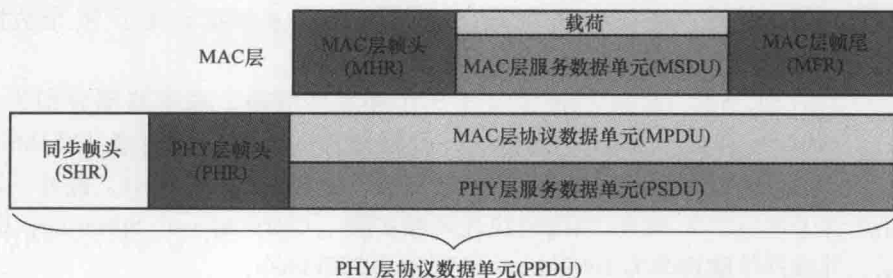 MAC层
MAC层帧头
(MHR)
载荷
MAC层服务数据单元(MSDU)
MAC层帧尾
(MFR)
同步帧头
(SHR)
PHY层帧头
(PHR)
MAC层协议数据单元(MPDU)
PHY层服务数据单元(PSDU)
PHY层协议数据单元(PPDU)